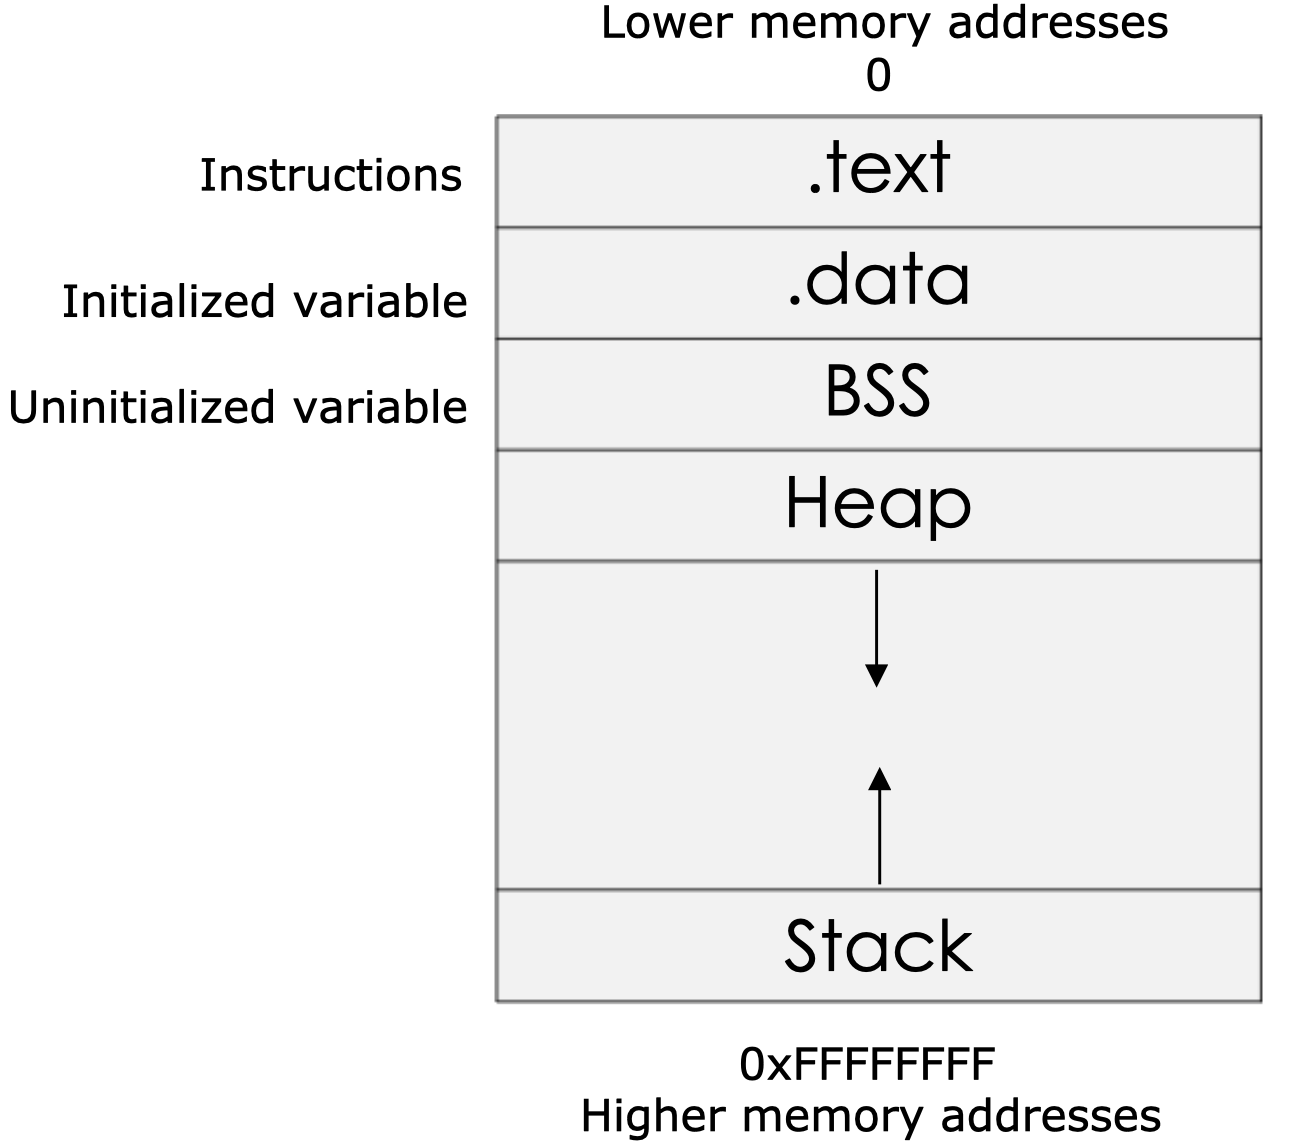 Lower memory addresses
0
Instructions
.text
Initialized variable
.data
Uninitialized variable
BSS
Heap
Stack
0xFFFFFFFF
Higher memory addresses